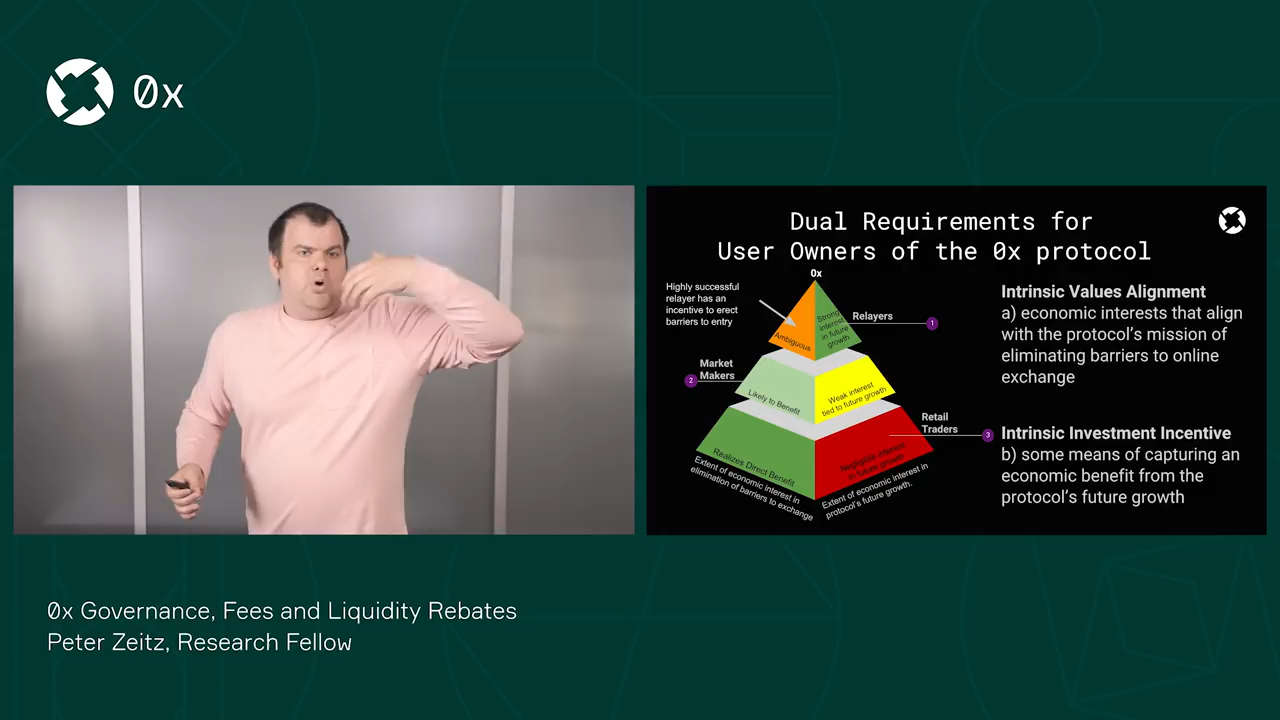 0x
Dual Requirements for
User Owners of the 0x protocol
0x
Highly successful
relayer has an
incentive to erect
barriers to entry
Ambiguous
Strong
interest
in future
growth
Relayers
1
Market
Makers
2
Likely to Benefit
Weak interest
tied to future growth
Retail
Traders
3
Realizes Direct Benefit
Negligible interest
in future growth
Extent of economic interest in
elimination of barriers to exchange
Extent of economic interest in
protocol's future growth.
Intrinsic Values Alignment
a) economic interests that align
with the protocol's mission of
eliminating barriers to online
exchange
Intrinsic Investment Incentive
b) some means of capturing an
economic benefit from the
protocol's future growth
0x Governance, Fees and Liquidity Rebates
Peter Zeitz, Research Fellow